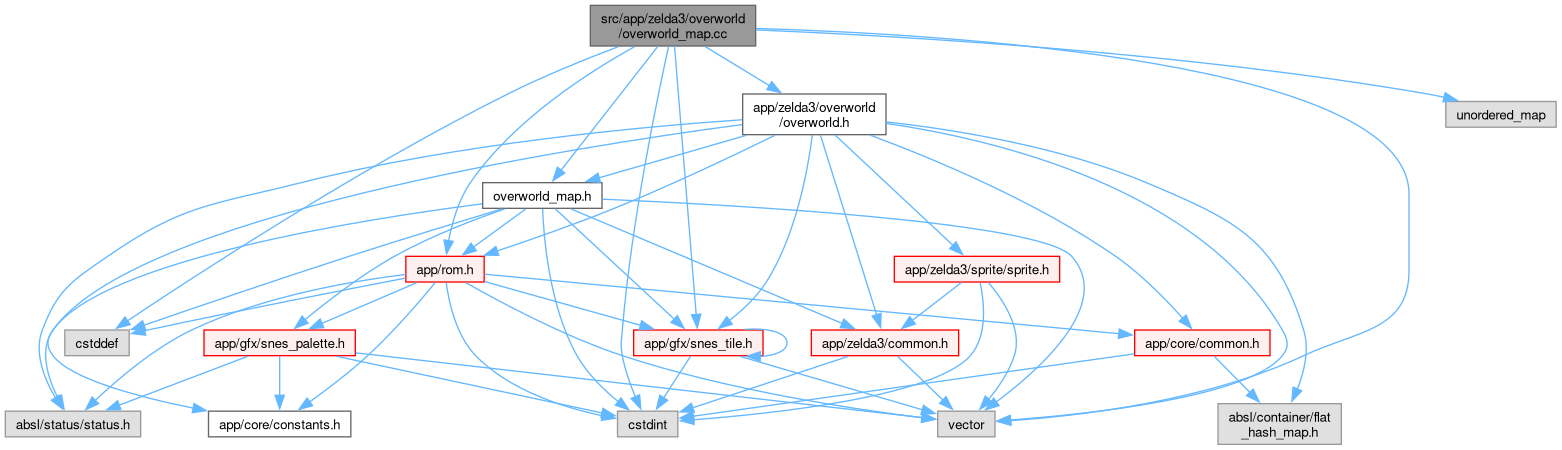 src/app/zelda3/overworld
/overworld_map.cc
app/zelda3/overworld
/overworld.h
unordered_map
overworld_map.h
app/rom.h
app/zelda3/sprite/sprite.h
cstddef
app/gfx/snes_palette.h
app/gfx/snes_tile.h
app/zelda3/common.h
app/core/common.h
absl/status/status.h
app/core/constants.h
cstdint
vector
absl/container/flat
_hash_map.h